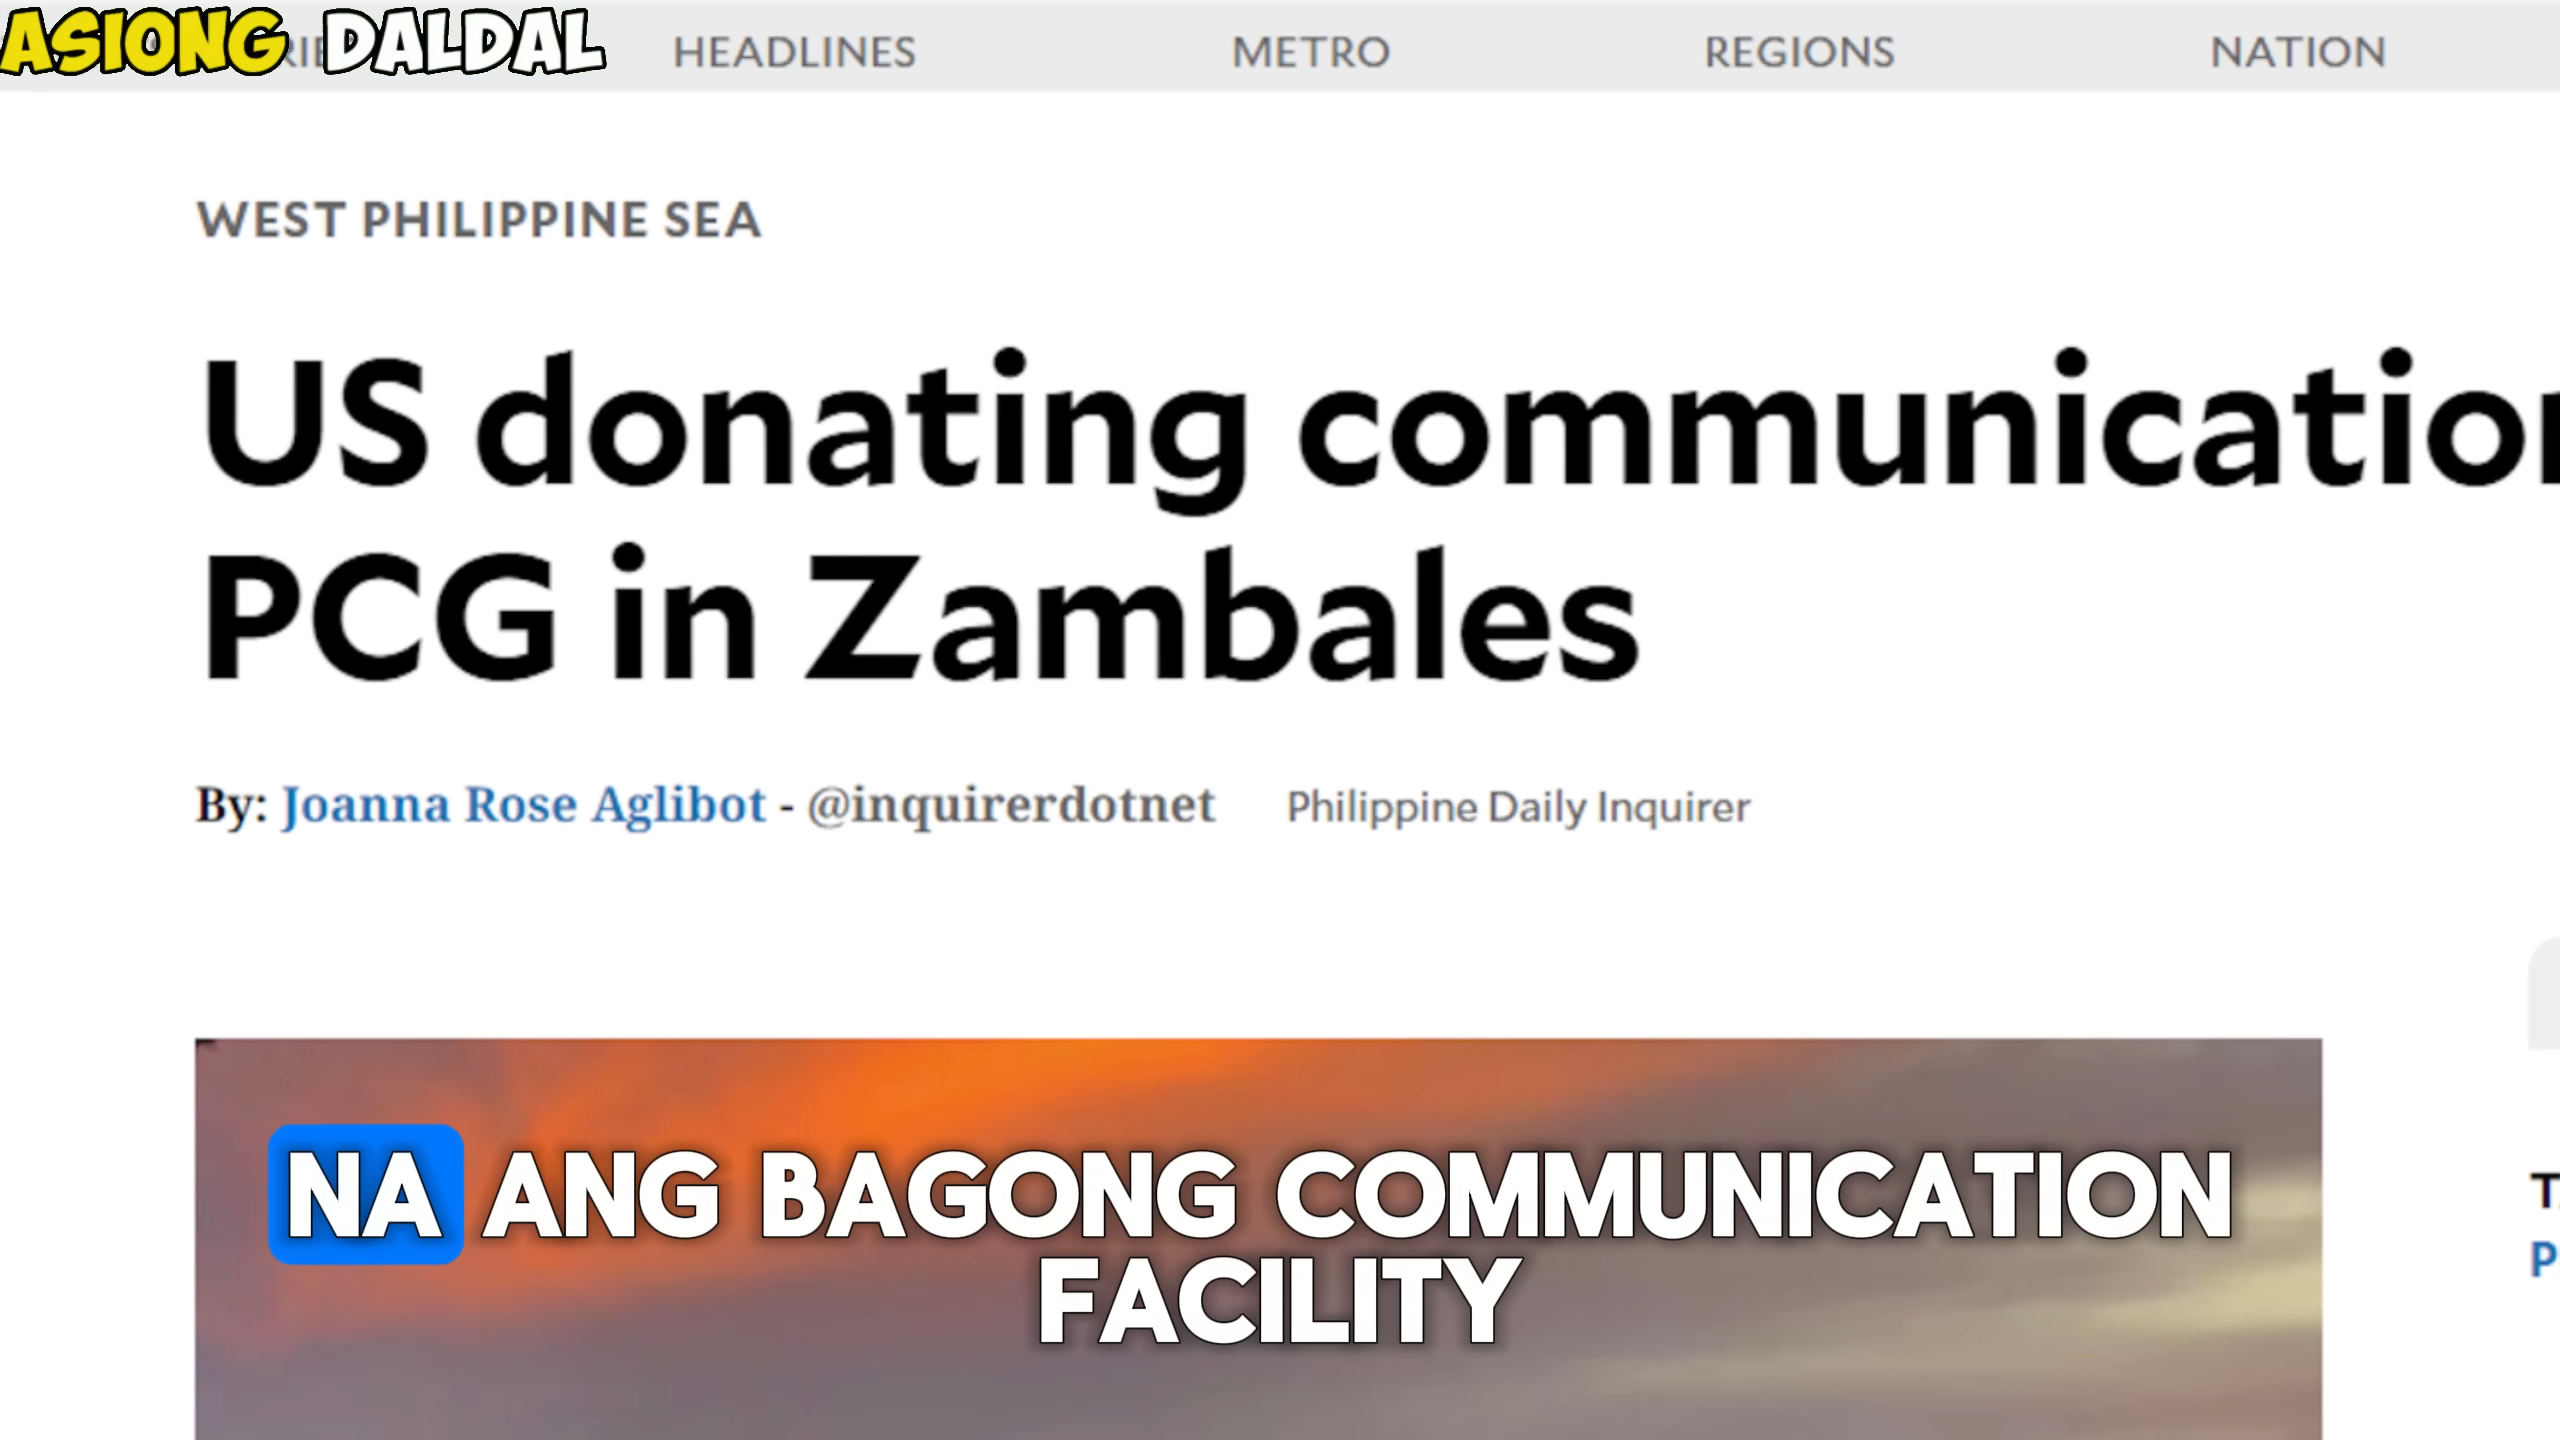 ASIONG DALDAL
HEADLINES METRO REGIONS NATION
WEST PHILIPPINE SEA
US donating communication
PCG in Zambales
By: Joanna Rose Aglibot - @inquirerdotnet Philippine Daily Inquirer
NA ANG BAGONG COMMUNICATION
FACILITY